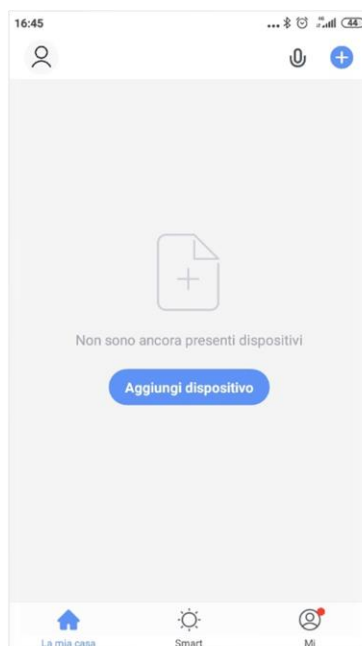 16:45
44
Non sono ancora presenti dispositivi
Aggiungi dispositivo
La mia casa
Smart
Mi